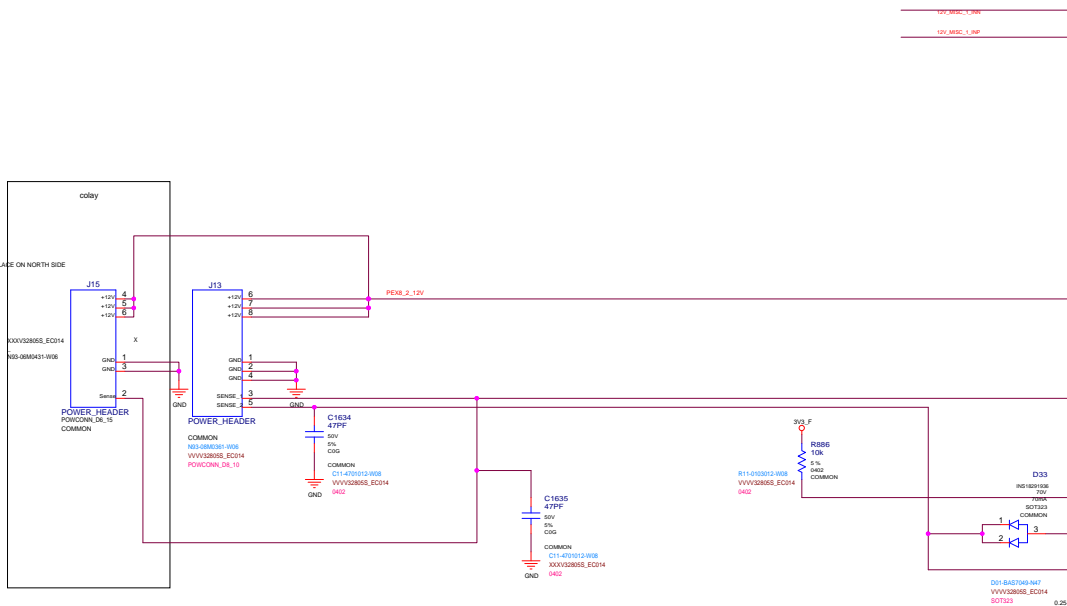 12V_MISC_1_INN
12V_MISC_1_INP
colay
LACE ON NORTH SIDE
J15
+12V 4
+12V 5
+12V 6
GND 1
GND 3
Sense 2
XXXV32805S_EC014
N93-06M0431-W06
X
GND
POWER_HEADER
POWCONN_D6_15
COMMON
J13
+12V 6
+12V 7
+12V 8
GND 1
GND 2
GND 4
SENSE_ 3
SENSE_ 5
PEX8_2_12V
GND
POWER_HEADER
COMMON
N93-08M0361-W06
VVVV32805S_EC014
POWCONN_D8_10
C1634
47PF
50V
5%
C0G
COMMON
C11-4701012-W08
VVVV32805S_EC014
0402
GND
C1635
47PF
50V
5%
C0G
COMMON
C11-4701012-W08
XXXV32805S_EC014
0402
GND
3V3_F
R886
10k
5 %
0402
COMMON
R11-0103012-W08
VVVV32805S_EC014
0402
D33
INS18291936
70V
70mA
SOT323
COMMON
1
2
3
D01-BAS7049-N47
VVVV32805S_EC014
SOT323
0.25